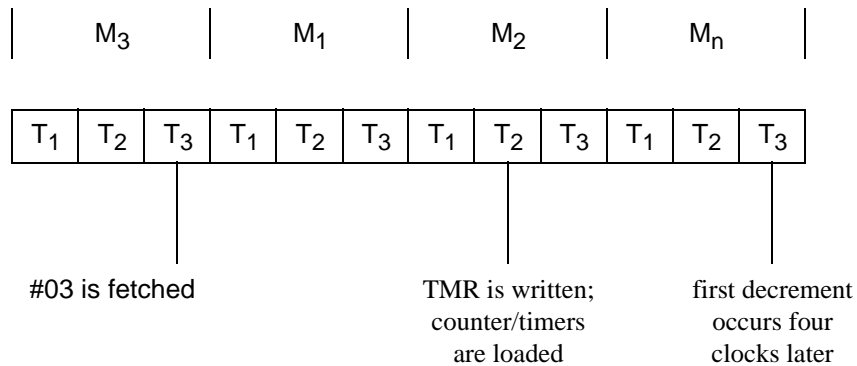 M₃ M₁ M₂ Mₙ
T₁ T₂ T₃ T₁ T₂ T₃ T₁ T₂ T₃ T₁ T₂ T₃
#03 is fetched
TMR is written;
counter/timers
are loaded
first decrement
occurs four
clocks later